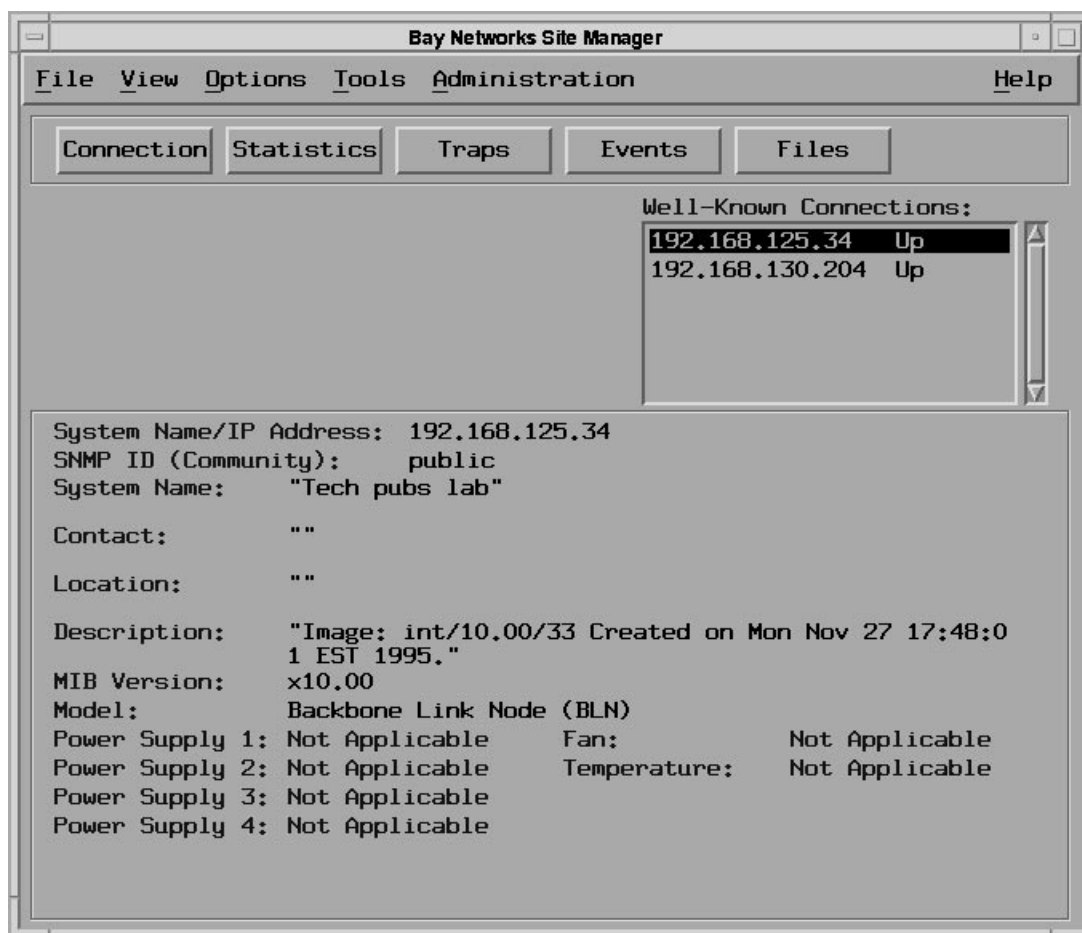 Bay Networks Site Manager
File View Options Tools Administration Help
Connection Statistics Traps Events Files
Well-Known Connections:
192.168.125.34 Up
192.168.130.204 Up
System Name/IP Address: 192.168.125.34
SNMP ID (Community): public
System Name: "Tech pubs lab"
Contact: ""
Location: ""
Description: "Image: int/10.00/33 Created on Mon Nov 27 17:48:0
1 EST 1995."
MIB Version: x10.00
Model: Backbone Link Node (BLN)
Power Supply 1: Not Applicable Fan: Not Applicable
Power Supply 2: Not Applicable Temperature: Not Applicable
Power Supply 3: Not Applicable
Power Supply 4: Not Applicable